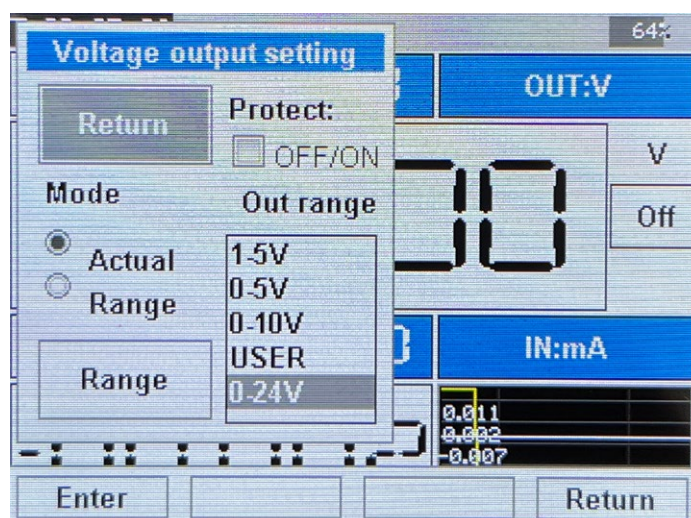 64%
Voltage output setting
OUT:V
Return
Protect:
OFF/ON
V
Off
Mode
Out range
Actual
Range
1-5V
0-5V
0-10V
USER
0-24V
Range
IN:mA
0.011
0.002
-0.007
Enter
Return